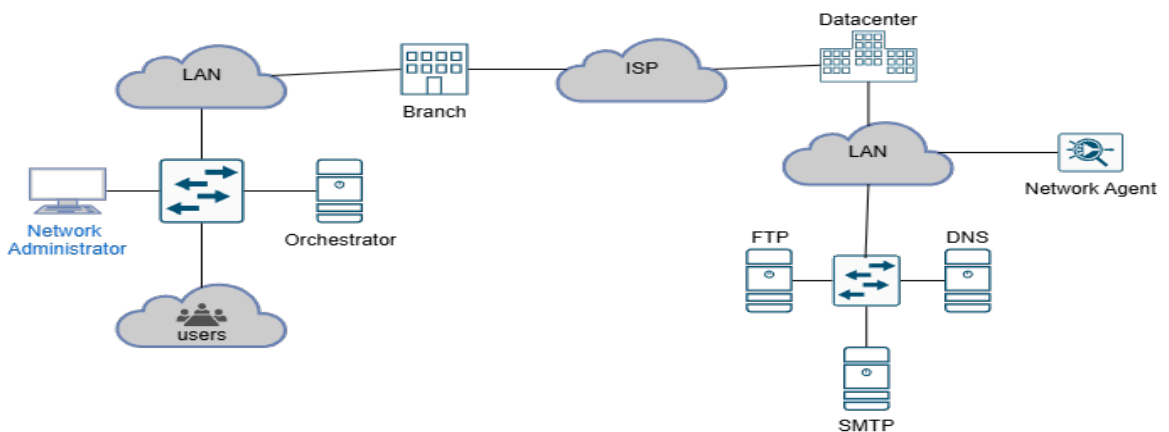 Datacenter
LAN
ISP
Branch
LAN
Network Agent
Network
Administrator
Orchestrator
FTP
DNS
users
SMTP